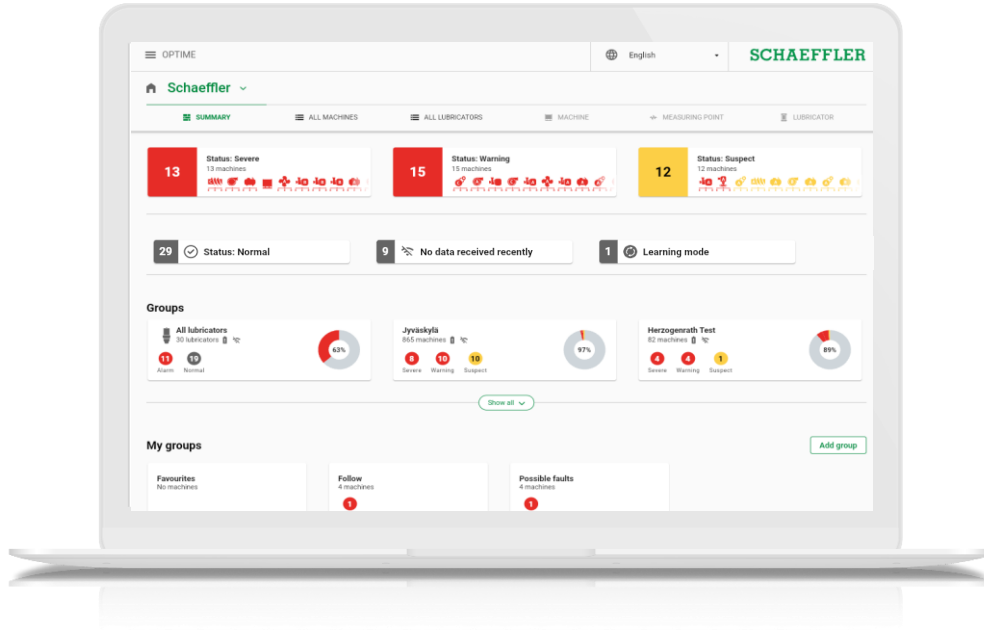 OPTIME
English
SCHAEFFLER
Schaeffler
SUMMARY
ALL MACHINES
ALL LUBRICATORS
MACHINE
MEASURING POINT
LUBRICATOR
13
Status: Severe
13 machines
15
Status: Warning
15 machines
12
Status: Suspect
12 machines
29
Status: Normal
9
No data received recently
1
Learning mode
Groups
All lubricators
30 lubricators
11
19
Alarm
Normal
63%
Jyväskylä
865 machines
8
10
10
Severe
Warning
Suspect
97%
Herzogenrath Test
82 machines
4
4
1
Severe
Warning
Suspect
89%
Show all
My groups
Add group
Favourites
No machines
Follow
4 machines
1
Possible faults
4 machines
1